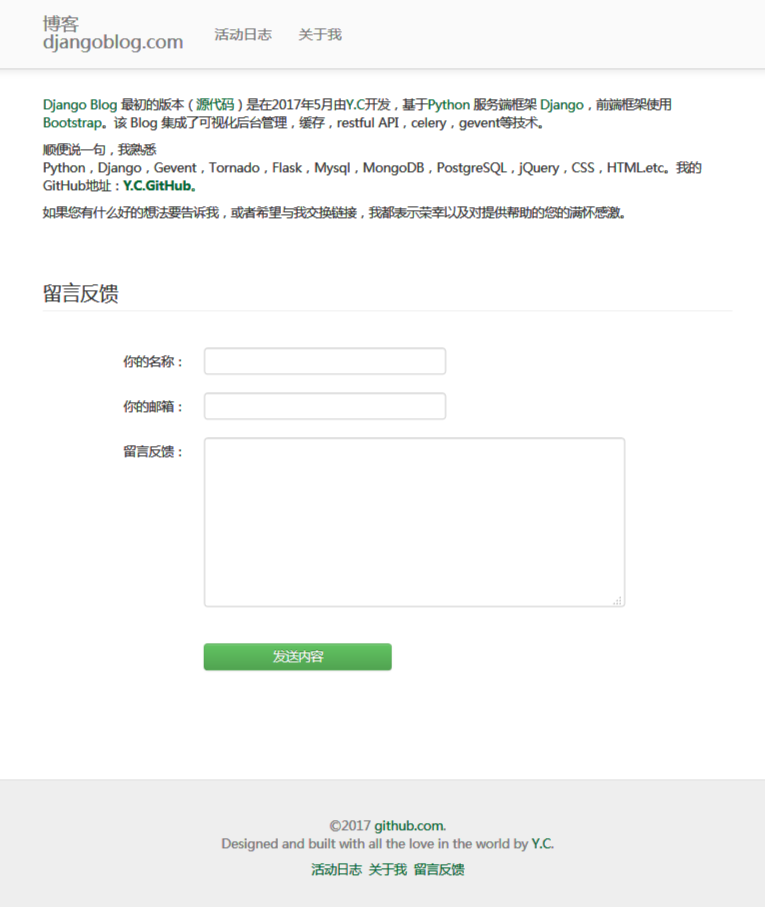 博客
djangoblog.com
活动日志
关于我
Django Blog 最初的版本（源代码）是在2017年5月由Y.C开发，基于Python 服务端框架 Django，前端框架使用
Bootstrap。该 Blog 集成了可视化后台管理，缓存，restful API，celery，gevent等技术。
顺便说一句，我熟悉
Python，Django，Gevent，Tornado，Flask，Mysql，MongoDB，PostgreSQL，jQuery，CSS，HTML.etc。我的
GitHub地址：Y.C.GitHub。
如果您有什么好的想法要告诉我，或者希望与我交换链接，我都表示荣幸以及对提供帮助的您的满怀感激。
留言反馈
你的名称：
你的邮箱：
留言反馈：
发送内容
©2017 github.com.
Designed and built with all the love in the world by Y.C.
活动日志 关于我 留言反馈